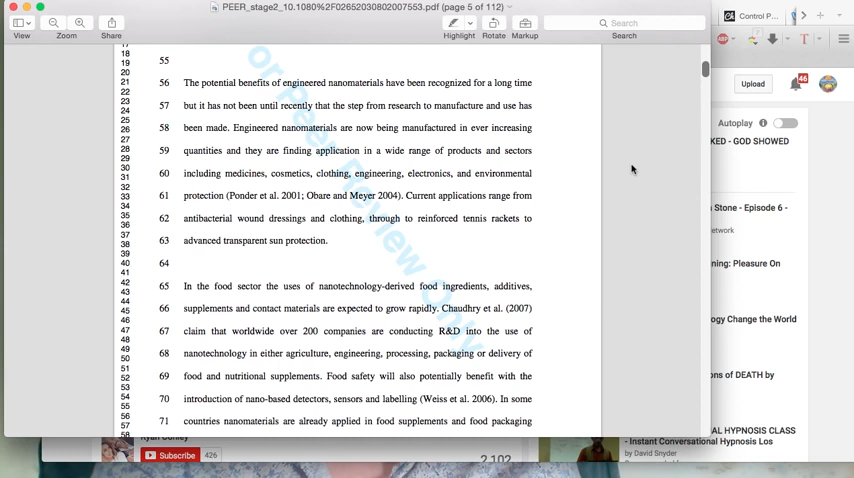 PEER_stage2_10.1080%2F02652030802007553.pdf (page 5 of 112)
View Zoom Share Highlight Rotate Markup Search
Search
Control P...
ABP
T
Upload
46
Autoplay
KED - GOD SHOWED
Stone - Episode 6 -
etwork
ning: Pleasure On
ogy Change the World
ons of DEATH by
AL HYPNOSIS CLASS
- Instant Conversational Hypnosis Los
by David Snyder
or Peer Review Only
18
19
20
21
22
23
24
25
26
27
28
29
30
31
32
33
34
35
36
37
38
39
40
41
42
43
44
45
46
47
48
49
50
51
52
53
54
55
56
57
58
55
56 The potential benefits of engineered nanomaterials have been recognized for a long time
57 but it has not been until recently that the step from research to manufacture and use has
58 been made. Engineered nanomaterials are now being manufactured in ever increasing
59 quantities and they are finding application in a wide range of products and sectors
60 including medicines, cosmetics, clothing, engineering, electronics, and environmental
61 protection (Ponder et al. 2001; Obare and Meyer 2004). Current applications range from
62 antibacterial wound dressings and clothing, through to reinforced tennis rackets to
63 advanced transparent sun protection.
64
65 In the food sector the uses of nanotechnology-derived food ingredients, additives,
66 supplements and contact materials are expected to grow rapidly. Chaudhry et al. (2007)
67 claim that worldwide over 200 companies are conducting R&D into the use of
68 nanotechnology in either agriculture, engineering, processing, packaging or delivery of
69 food and nutritional supplements. Food safety will also potentially benefit with the
70 introduction of nano-based detectors, sensors and labelling (Weiss et al. 2006). In some
71 countries nanomaterials are already applied in food supplements and food packaging
Subscribe 426
2,102